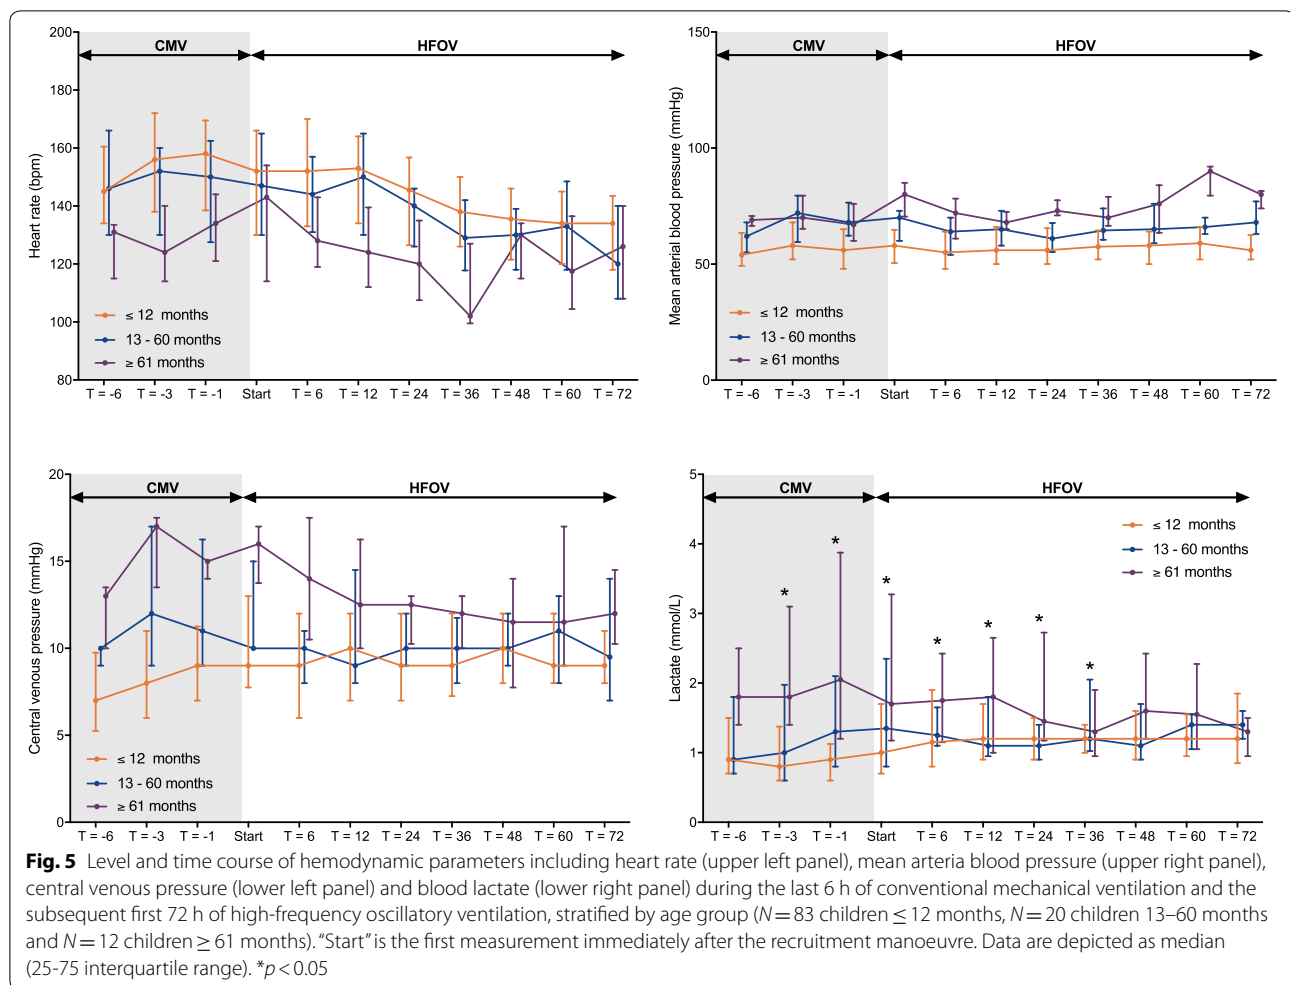 200
180
160
140
120
100
80
Heart rate (bpm)
CMV
HFOV
≤ 12 months
13 - 60 months
≥ 61 months
T = -6 T = -3 T = -1 Start T = 6 T = 12 T = 24 T = 36 T = 48 T = 60 T = 72
150
100
50
0
Mean arterial blood pressure (mmHg)
CMV
HFOV
≤ 12 months
13 - 60 months
≥ 61 months
T = -6 T = -3 T = -1 Start T = 6 T = 12 T = 24 T = 36 T = 48 T = 60 T = 72
20
15
10
5
0
Central venous pressure (mmHg)
CMV
HFOV
≤ 12 months
13 - 60 months
≥ 61 months
T = -6 T = -3 T = -1 Start T = 6 T = 12 T = 24 T = 36 T = 48 T = 60 T = 72
5
4
3
2
1
0
Lactate (mmol/L)
CMV
HFOV
≤ 12 months
13 - 60 months
≥ 61 months
* * * * * * *
T = -6 T = -3 T = -1 Start T = 6 T = 12 T = 24 T = 36 T = 48 T = 60 T = 72
Fig. 5 Level and time course of hemodynamic parameters including heart rate (upper left panel), mean arteria blood pressure (upper right panel),
central venous pressure (lower left panel) and blood lactate (lower right panel) during the last 6 h of conventional mechanical ventilation and the
subsequent first 72 h of high-frequency oscillatory ventilation, stratified by age group (N = 83 children ≤ 12 months, N = 20 children 13–60 months
and N = 12 children ≥ 61 months). “Start” is the first measurement immediately after the recruitment manoeuvre. Data are depicted as median
(25-75 interquartile range). *p < 0.05